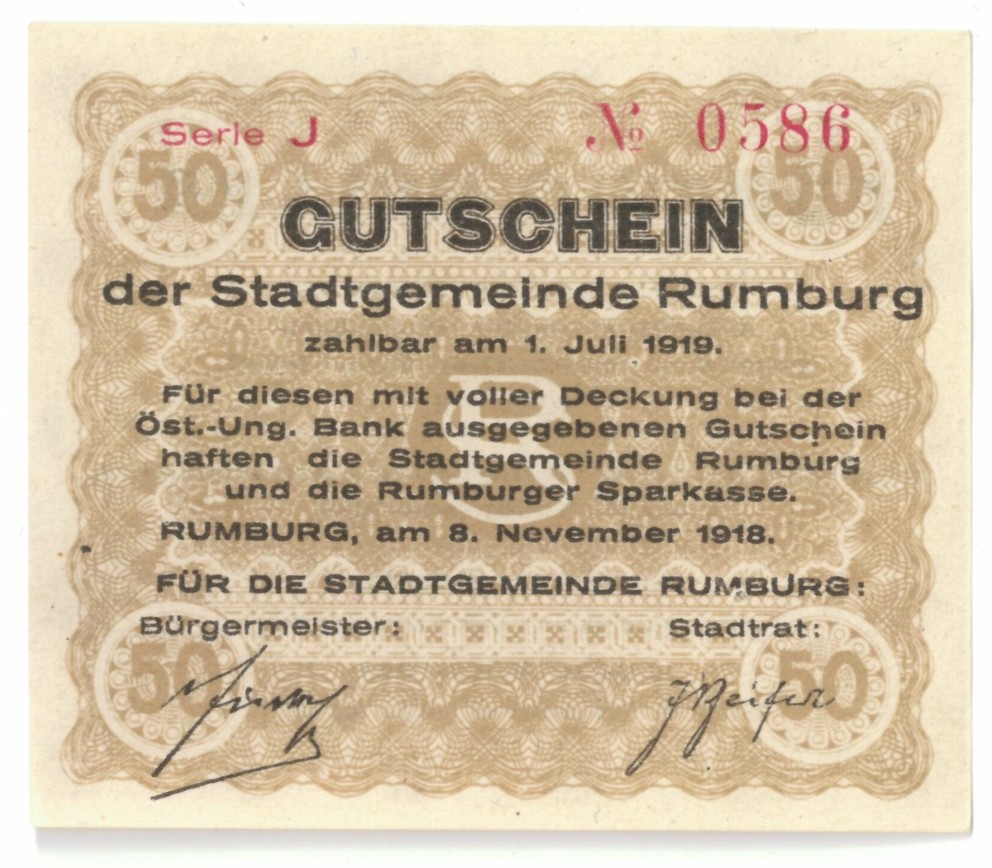 Serie J № 0586
50 50
GUTSCHEIN
der Stadtgemeinde Rumburg
zahlbar am 1. Juli 1919.
Für diesen mit voller Deckung bei der
Öst.-Ung. Bank ausgegebenen Gutschein
haften die Stadtgemeinde Rumburg
und die Rumburger Sparkasse.
RUMBURG, am 8. November 1918.
FÜR DIE STADTGEMEINDE RUMBURG:
Bürgermeister: Stadtrat:
50 50